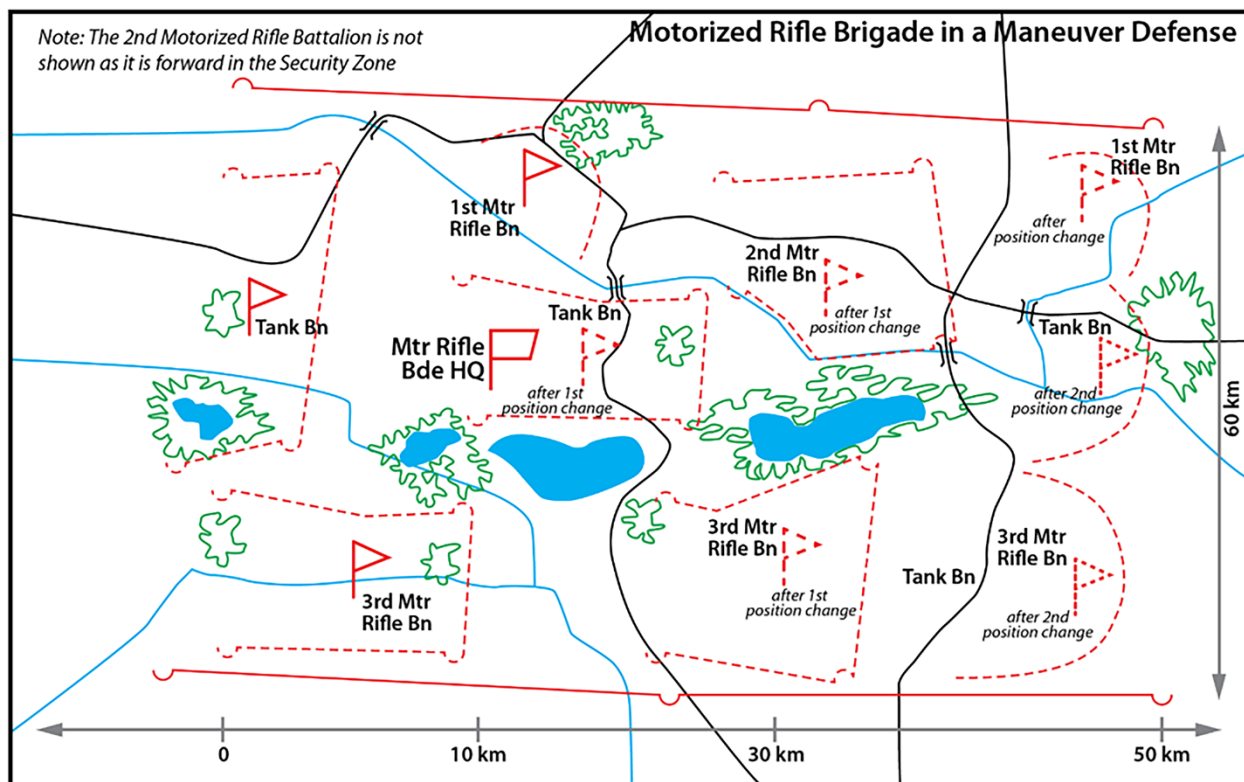 Note: The 2nd Motorized Rifle Battalion is not
shown as it is forward in the Security Zone
Motorized Rifle Brigade in a Maneuver Defense
1st Mtr
Rifle Bn
after
position change
1st Mtr
Rifle Bn
2nd Mtr
Rifle Bn
after 1st
position change
Tank Bn
Tank Bn
after 1st
position change
Mtr Rifle
Bde HQ
Tank Bn
after 2nd
position change
60 km
3rd Mtr
Rifle Bn
3rd Mtr
Rifle Bn
after 1st
position change
Tank Bn
3rd Mtr
Rifle Bn
after 2nd
position change
0
10 km
30 km
50 km